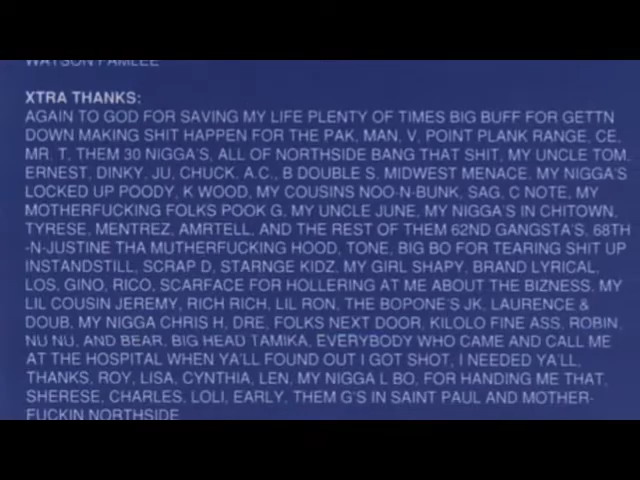 WATSON FAMLEE
XTRA THANKS:
AGAIN TO GOD FOR SAVING MY LIFE PLENTY OF TIMES BIG BUFF FOR GETTN
DOWN MAKING SHIT HAPPEN FOR THE PAK, MAN, V, POINT PLANK RANGE, CE,
MR. T, THEM 30 NIGGA'S, ALL OF NORTHSIDE BANG THAT SHIT, MY UNCLE TOM,
ERNEST, DINKY, JU, CHUCK, A.C., B DOUBLE S, MIDWEST MENACE, MY NIGGA'S
LOCKED UP POODY, K WOOD, MY COUSINS NOO-N-BUNK, SAG, C NOTE, MY
MOTHERFUCKING FOLKS POOK G, MY UNCLE JUNE, MY NIGGA'S IN CHITOWN,
TYRESE, MENTREZ, AMRTELL, AND THE REST OF THEM 62ND GANGSTA'S, 68TH
-N-JUSTINE THA MUTHERFUCKING HOOD, TONE, BIG BO FOR TEARING SHIT UP
INSTANDSTILL, SCRAP D, STARNGE KIDZ, MY GIRL SHAPY, BRAND LYRICAL,
LOS, GINO, RICO, SCARFACE FOR HOLLERING AT ME ABOUT THE BIZNESS. MY
LIL COUSIN JEREMY, RICH RICH, LIL RON, THE BOPONE'S JK, LAURENCE &
DOUB, MY NIGGA CHRIS H, DRE, FOLKS NEXT DOOR, KILOLO FINE ASS, ROBIN,
NU NU, AND BEAR, BIG HEAD TAMIKA, EVERYBODY WHO CAME AND CALL ME
AT THE HOSPITAL WHEN YA'LL FOUND OUT I GOT SHOT, I NEEDED YA'LL,
THANKS, ROY, LISA, CYNTHIA, LEN, MY NIGGA L BO, FOR HANDING ME THAT,
SHERESE, CHARLES, LOLI, EARLY, THEM G'S IN SAINT PAUL AND MOTHER-
FUCKIN NORTHSIDE